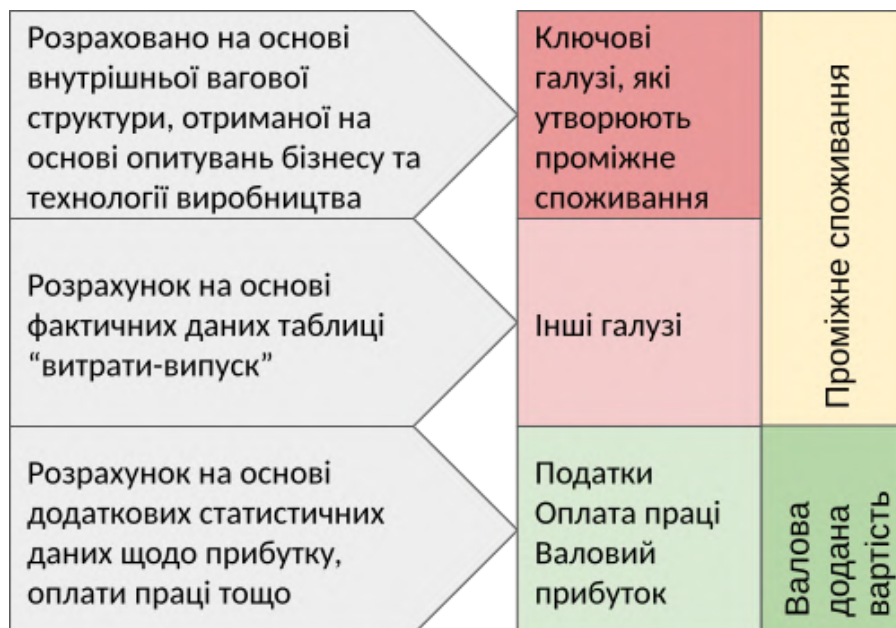 Розраховано на основі
внутрішньої вагової
структури, отриманої на
основі опитувань бізнесу та
технології виробництва
Ключові
галузі, які
утворюють
проміжне
споживання
Проміжне споживання
Розрахунок на основі
фактичних даних таблиці
“витрати-випуск”
Інші галузі
Розрахунок на основі
додаткових статистичних
даних щодо прибутку,
оплати праці тощо
Податки
Оплата праці
Валовий
прибуток
Валова
додана
вартість